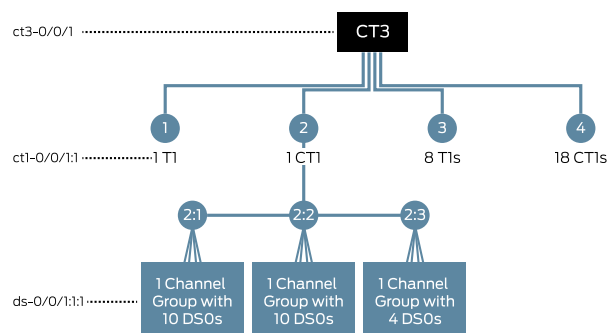 ct3-0/0/1
CT3
1
2
3
4
ct1-0/0/1:1
1 T1
1 CT1
8 T1s
18 CT1s
2:1
2:2
2:3
ds-0/0/1:1:1
1 Channel
Group with
10 DS0s
1 Channel
Group with
10 DS0s
1 Channel
Group with
4 DS0s